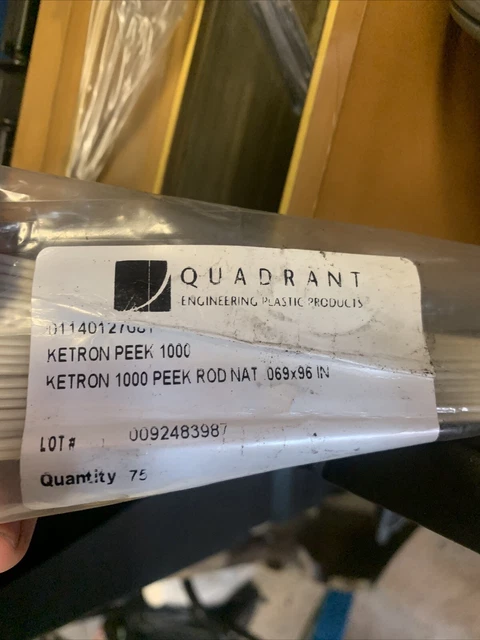 QUADRANT
ENGINEERING PLASTIC PRODUCTS
KETRON PEEK 1000
KETRON 1000 PEEK ROD NAT .069x96 IN
LOT # 0092483987
Quantity 75